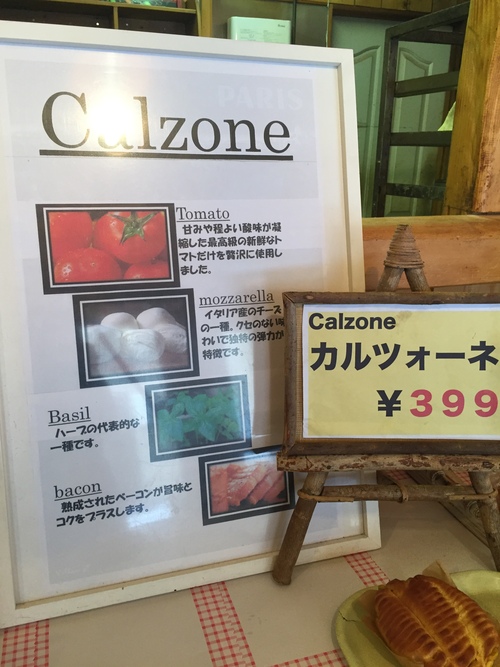 PARIS
Calzone
Tomato
甘みや程よい酸味が凝
縮した最高級の新鮮なト
マトだけを贅沢に使用し
ました。
mozzarella
イタリア産のチーズ
の一種。クセのない味
わいで独特の弾力が
特徴です。
Basil
ハーブの代表的な
一種です。
bacon
熟成されたベーコンが旨味と
コクをプラスします。
Calzone
カルツォーネ
¥399